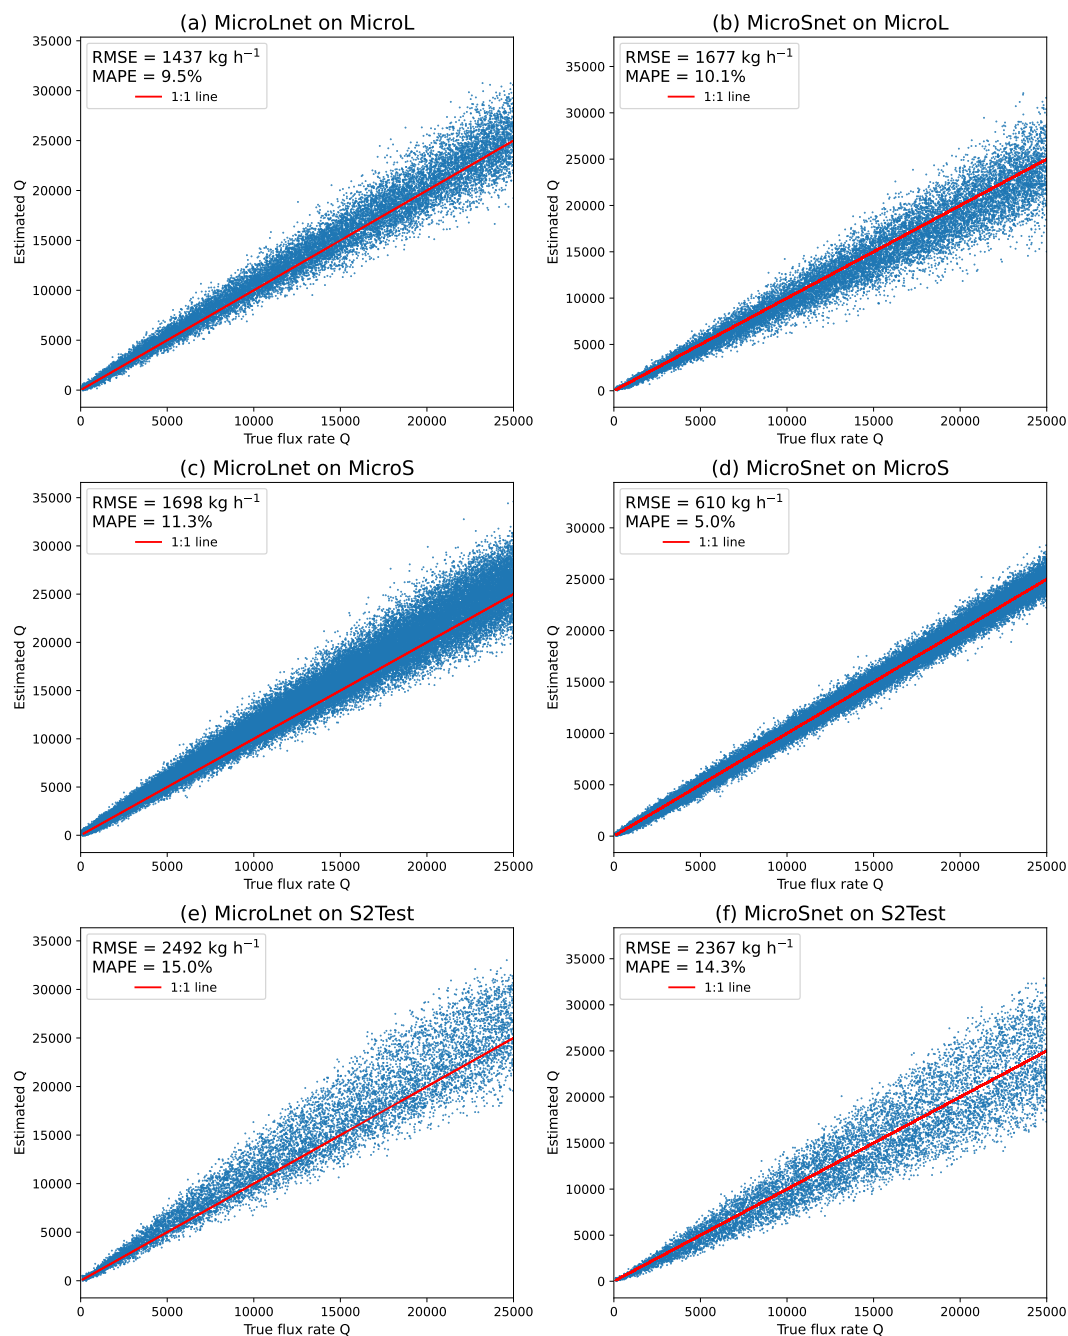 (a) MicroLnet on MicroL
RMSE = 1437 kg h⁻¹
MAPE = 9.5%
1:1 line
35000
30000
25000
20000
15000
10000
5000
0
Estimated Q
0 5000 10000 15000 20000 25000
True flux rate Q
(b) MicroSnet on MicroL
RMSE = 1677 kg h⁻¹
MAPE = 10.1%
1:1 line
35000
30000
25000
20000
15000
10000
5000
0
Estimated Q
0 5000 10000 15000 20000 25000
True flux rate Q
(c) MicroLnet on MicroS
RMSE = 1698 kg h⁻¹
MAPE = 11.3%
1:1 line
35000
30000
25000
20000
15000
10000
5000
0
Estimated Q
0 5000 10000 15000 20000 25000
True flux rate Q
(d) MicroSnet on MicroS
RMSE = 610 kg h⁻¹
MAPE = 5.0%
1:1 line
30000
25000
20000
15000
10000
5000
0
Estimated Q
0 5000 10000 15000 20000 25000
True flux rate Q
(e) MicroLnet on S2Test
RMSE = 2492 kg h⁻¹
MAPE = 15.0%
1:1 line
35000
30000
25000
20000
15000
10000
5000
0
Estimated Q
0 5000 10000 15000 20000 25000
True flux rate Q
(f) MicroSnet on S2Test
RMSE = 2367 kg h⁻¹
MAPE = 14.3%
1:1 line
35000
30000
25000
20000
15000
10000
5000
0
Estimated Q
0 5000 10000 15000 20000 25000
True flux rate Q